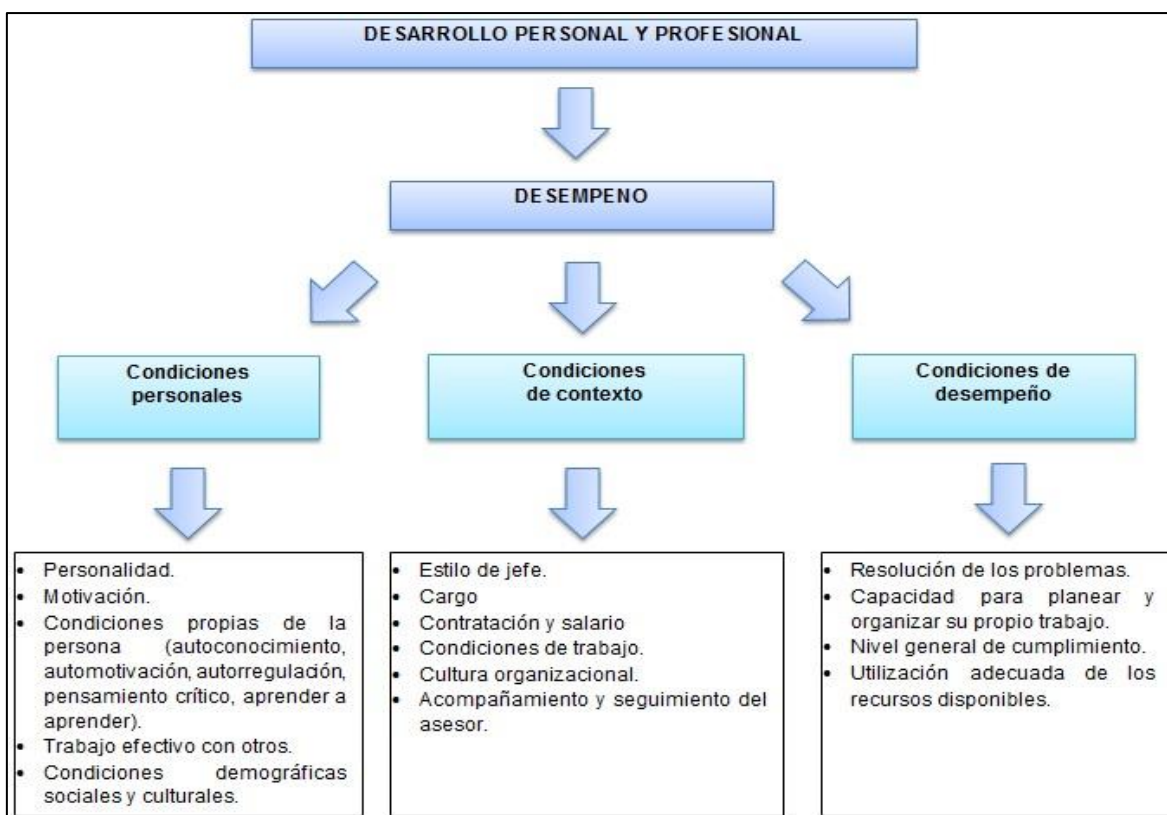 DESARROLLO PERSONAL Y PROFESIONAL
DESEMPENO
Condiciones
personales
Condiciones
de contexto
Condiciones de
desempeño
• Personalidad.
• Motivación.
• Condiciones propias de la
persona (autoconocimiento,
automotivación, autorregulación,
pensamiento crítico, aprender a
aprender).
• Trabajo efectivo con otros.
• Condiciones demográficas
sociales y culturales.
• Estilo de jefe.
• Cargo
• Contratación y salario
• Condiciones de trabajo.
• Cultura organizacional.
• Acompañamiento y seguimiento del
asesor.
• Resolución de los problemas.
• Capacidad para planear y
organizar su propio trabajo.
• Nivel general de cumplimiento.
• Utilización adecuada de los
recursos disponibles.